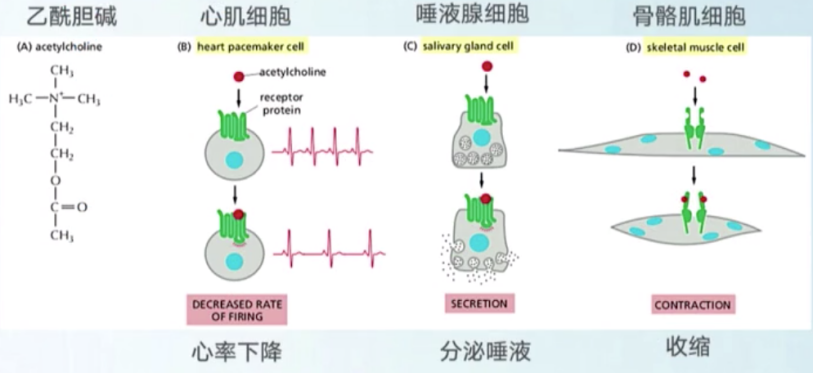 乙酰胆碱
心肌细胞
唾液腺细胞
骨骼肌细胞
(A) acetylcholine
(B) heart pacemaker cell
(C) salivary gland cell
(D) skeletal muscle cell
CH₃
H₃C—N⁺—CH₃
CH₂
CH₂
O
C=O
CH₃
acetylcholine
receptor
protein
DECREASED RATE
OF FIRING
SECRETION
CONTRACTION
心率下降
分泌唾液
收缩